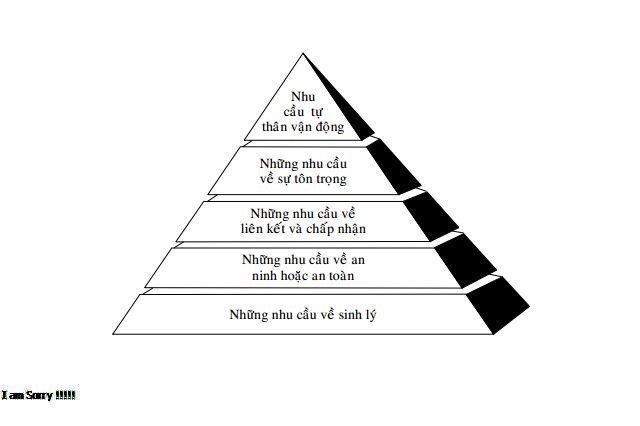 Nhu
cầu tự
thân vận động
Những nhu cầu
về sự tôn trọng
Những nhu cầu về
liên kết và chấp nhận
Những nhu cầu về an
ninh hoặc an toàn
Những nhu cầu về sinh lý
I am Sorry !!!!!